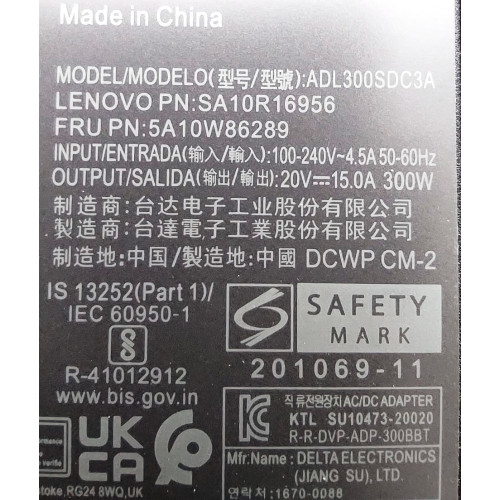 Made in China
MODEL/MODELO(型号/型號):ADL300SDC3A
LENOVO PN:SA10R16956
FRU PN:5A10W86289
INPUT/ENTRADA(输入/輸入):100-240V~4.5A 50-60Hz
OUTPUT/SALIDA(输出/輸出):20V⎓15.0A 300W
制造商:台达电子工业股份有限公司
製造商:台達電子工業股份有限公司
制造地:中国/製造地:中國 DCWP CM-2
IS 13252(Part 1)/
IEC 60950-1
R-41012912
www.bis.gov.in
SAFETY
MARK
201069-11
직류전원장치 AC/DC ADAPTER
KTL SU10473-20020
R-R-DVP-ADP-300BBT
Mfr.Name: DELTA ELECTRONICS
(JIANG SU), LTD
A/S 연락처:1670-0088
UK
CA
toke,RG24 8WQ,UK